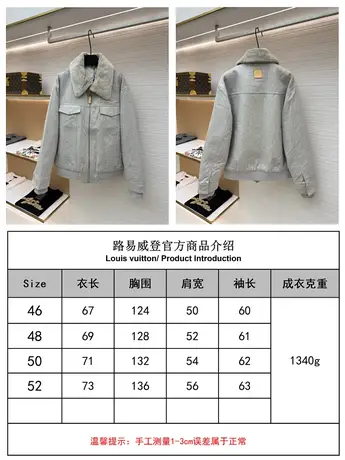 路易威登官方商品介绍
Louis vuitton/ Product Introduction
Size 衣长 胸围 肩宽 袖长 成衣克重
46 67 124 50 60
48 69 128 52 61
50 71 132 54 62
52 73 136 56 63
1340g
温馨提示：手工测量1-3cm误差属于正常